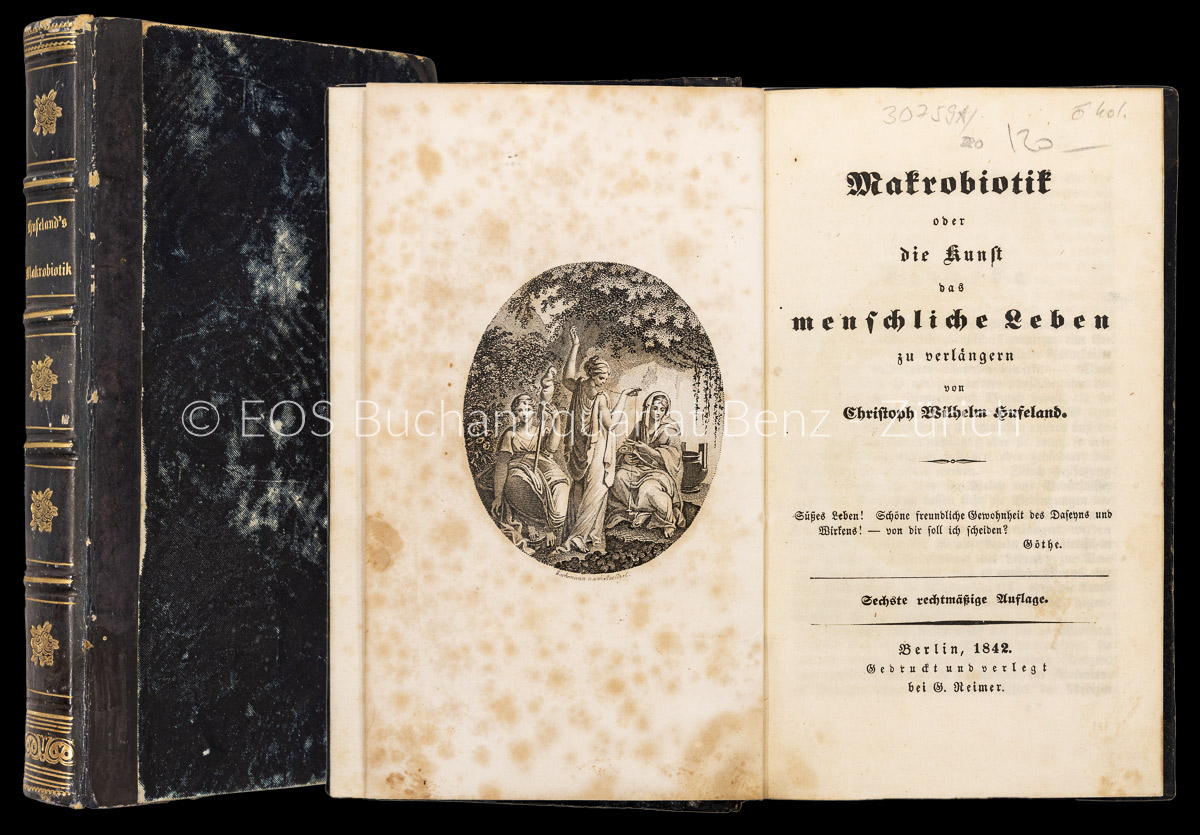 Hufeland's
Makrobiotik
30759
120
Makrobiotik
oder
die Kunst
das
menschliche Leben
zu verlängern
von
Christoph Wilhelm Hufeland.
Süßes Leben! Schöne freundliche Gewohnheit des Daseyns und
Wirkens! — von dir soll ich scheiden?
Göthe.
Sechste rechtmäßige Auflage.
Berlin, 1842.
Gedruckt und verlegt
bei G. Reimer.
© EOS Buchantiquariat Benz - Zürich